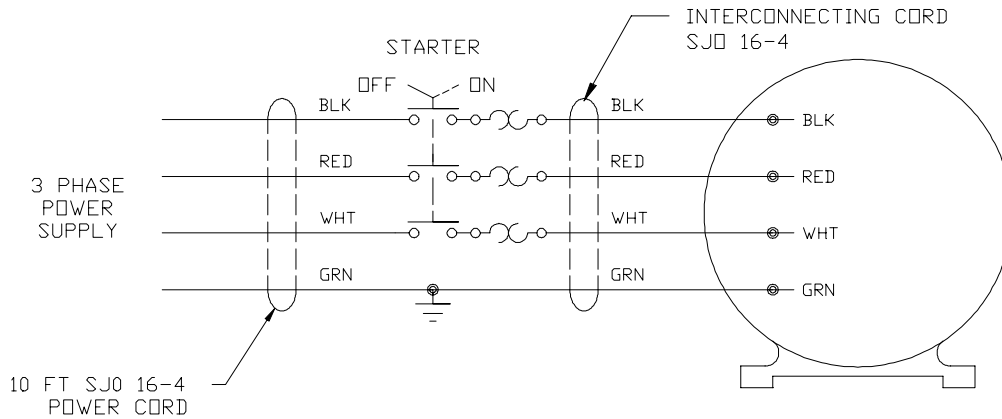 INTERCONNECTING CORD
SJO 16-4
STARTER
OFF ON
BLK BLK BLK
RED RED RED
3 PHASE
POWER
SUPPLY
WHT WHT WHT
GRN GRN GRN
10 FT SJO 16-4
POWER CORD